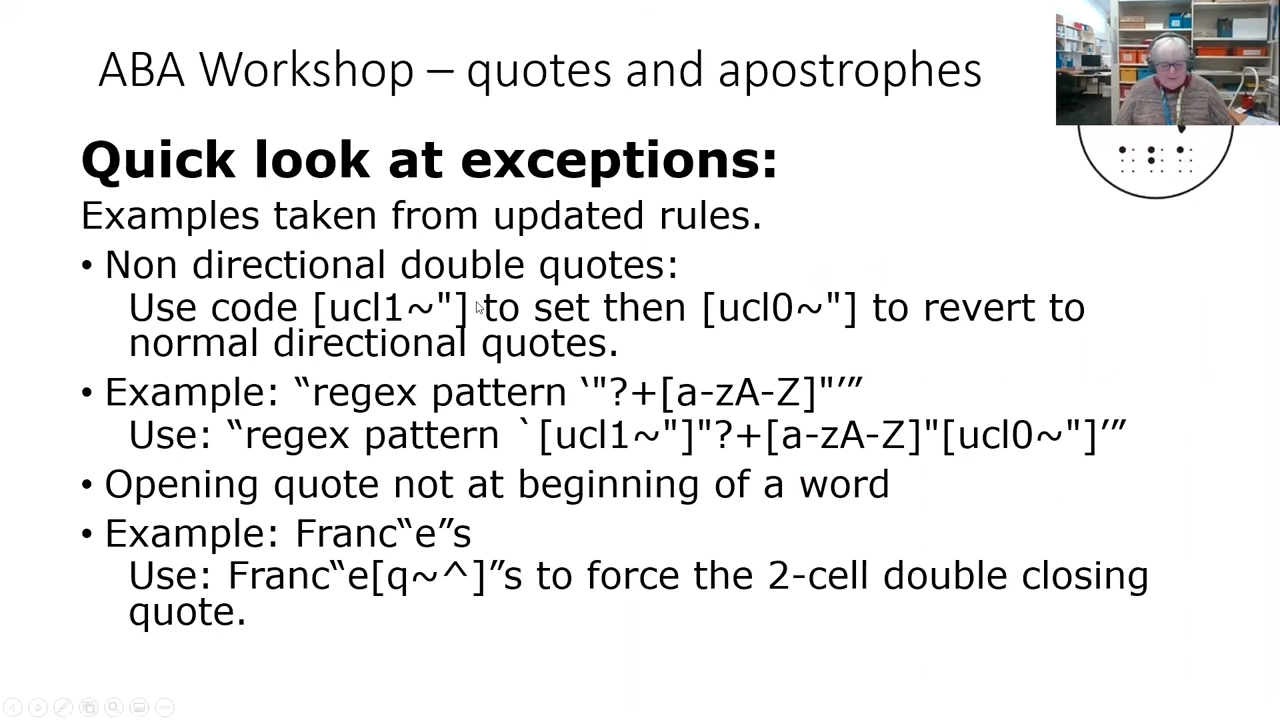 ABA Workshop – quotes and apostrophes
Quick look at exceptions:
Examples taken from updated rules.
• Non directional double quotes:
Use code [ucl1~"] to set then [ucl0~"] to revert to
normal directional quotes.
• Example: “regex pattern ‘"?+[a-zA-Z]"’”
Use: “regex pattern `[ucl1~"]"?+[a-zA-Z]"[ucl0~"]’”
• Opening quote not at beginning of a word
• Example: Franc“e”s
Use: Franc“e[q~^]”s to force the 2-cell double closing
quote.